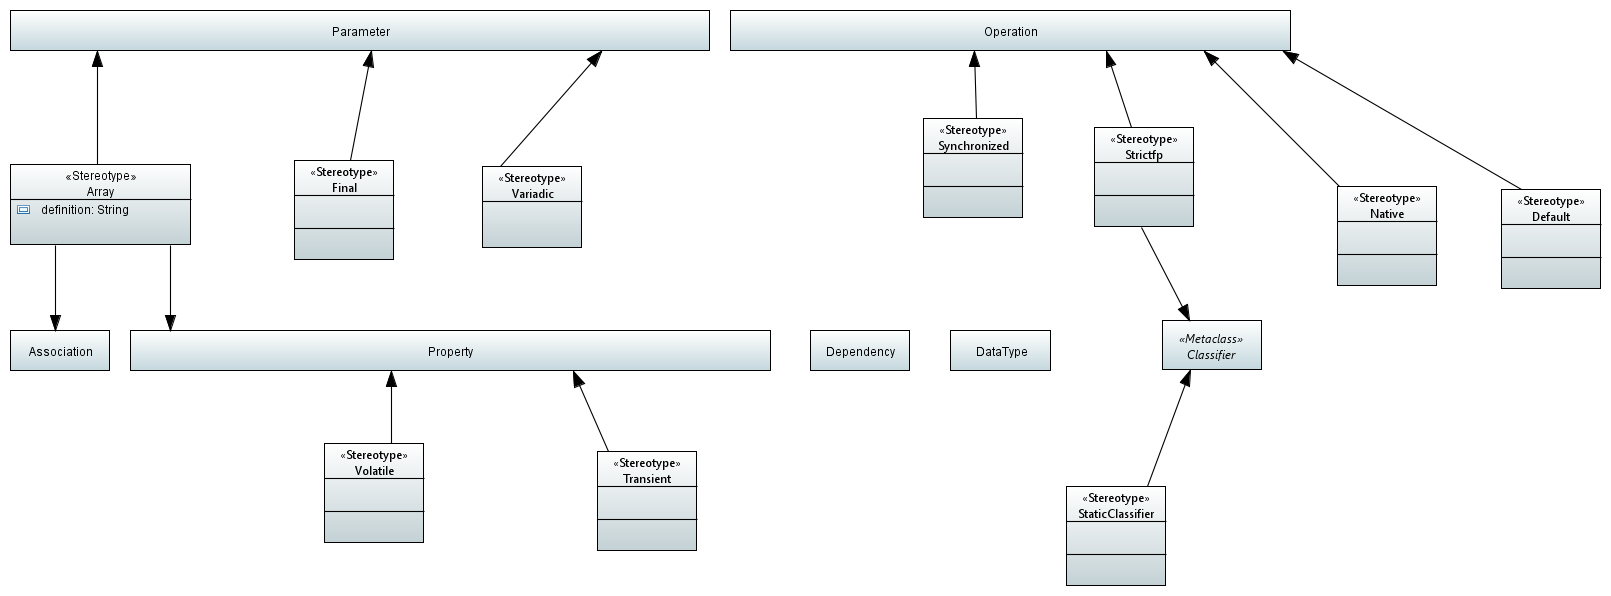 Parameter
Operation
«Stereotype»
Synchronized
«Stereotype»
Strictfp
«Stereotype»
Array
definition: String
«Stereotype»
Final
«Stereotype»
Variadic
«Stereotype»
Native
«Stereotype»
Default
Association
Property
Dependency
DataType
«Metaclass»
Classifier
«Stereotype»
Volatile
«Stereotype»
Transient
«Stereotype»
StaticClassifier